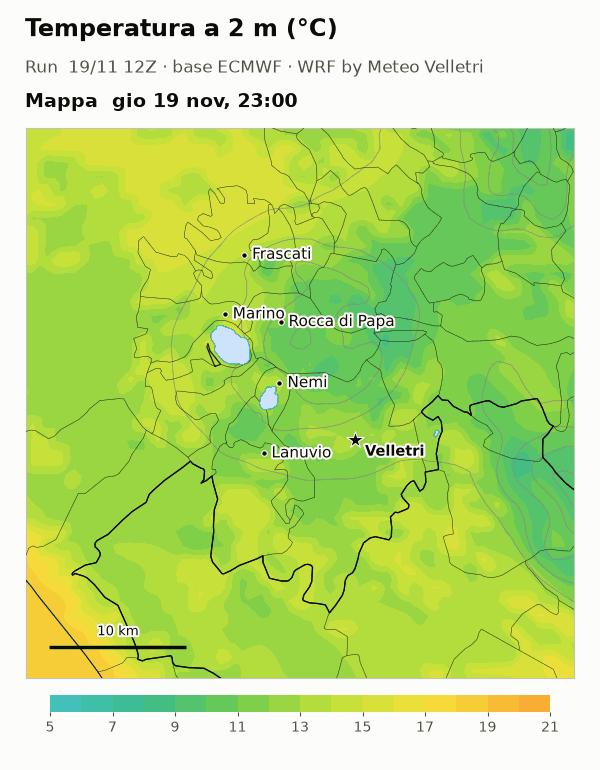 Temperatura a 2 m (°C)
Run  19/11 12Z · base ECMWF · WRF by Meteo Velletri
Mappa  gio 19 nov, 23:00
Frascati
Marino
Rocca di Papa
Nemi
Velletri
Lanuvio
10 km
5 7 9 11 13 15 17 19 21